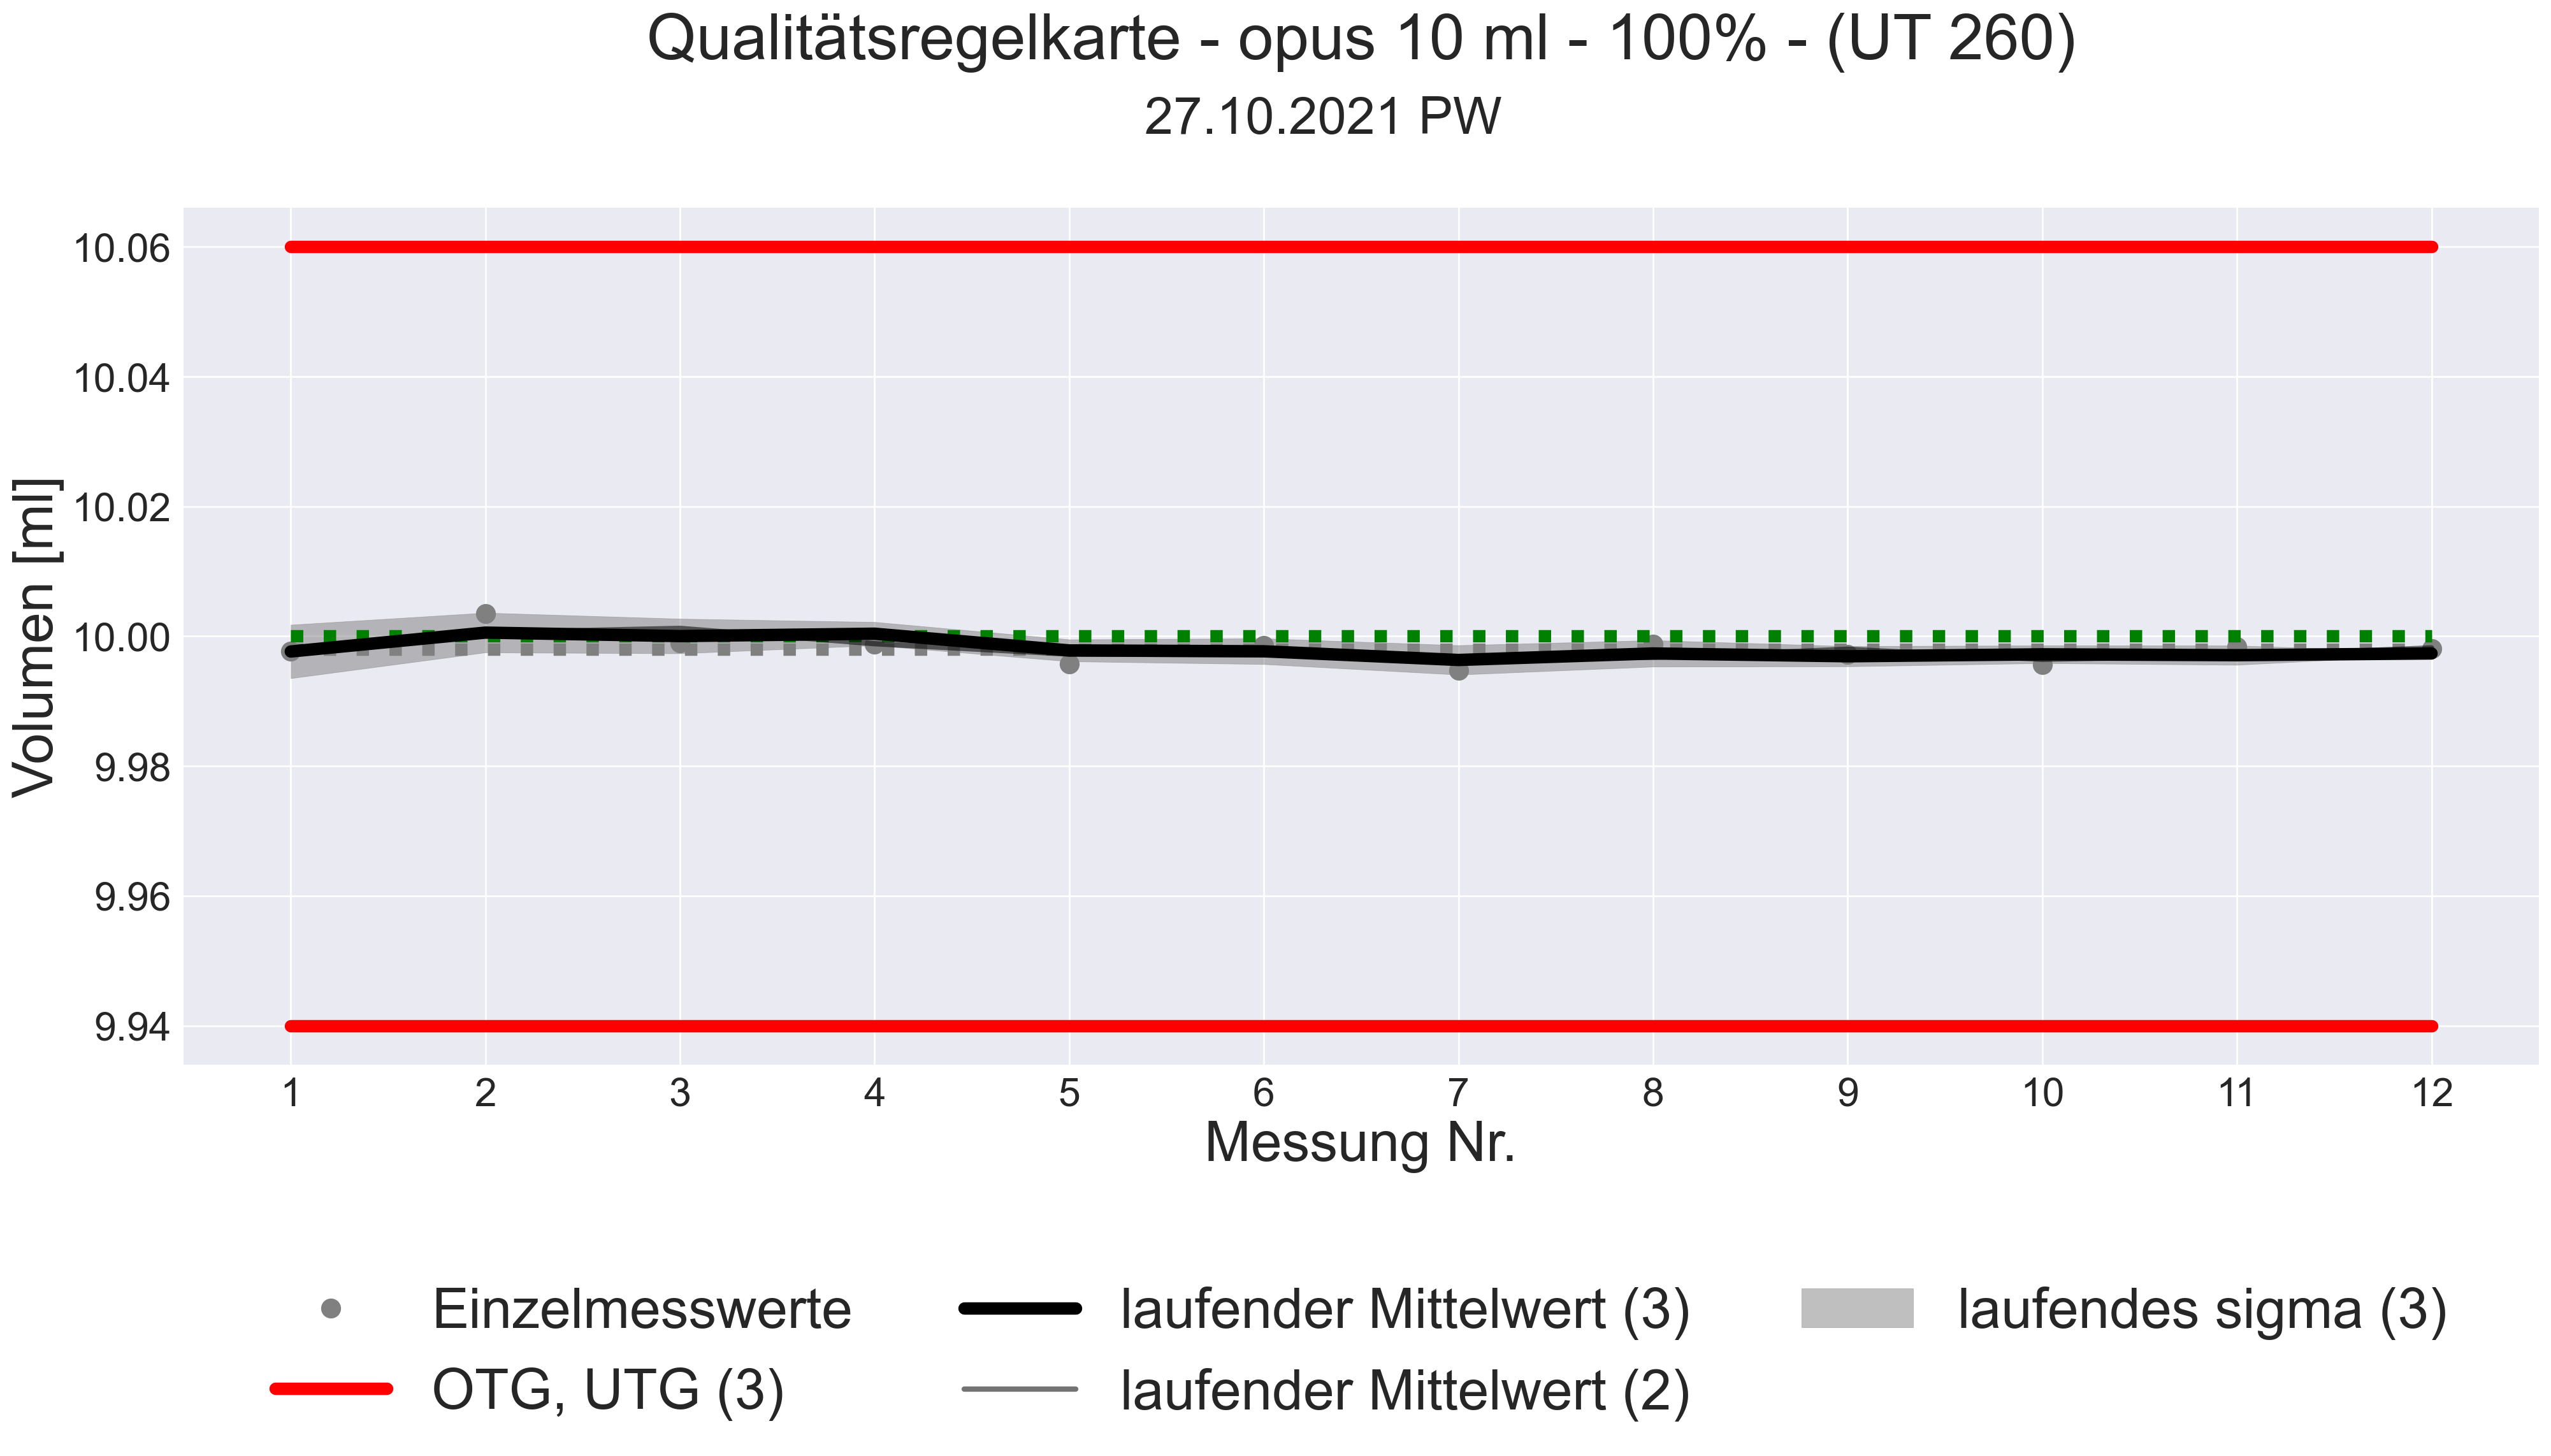 Qualitätsregelkarte - opus 10 ml - 100% - (UT 260)
27.10.2021 PW
Volumen [ml]
10.06
10.04
10.02
10.00
9.98
9.96
9.94
1 2 3 4 5 6 7 8 9 10 11 12
Messung Nr.
Einzelmesswerte laufender Mittelwert (3) laufendes sigma (3)
OTG, UTG (3) laufender Mittelwert (2)